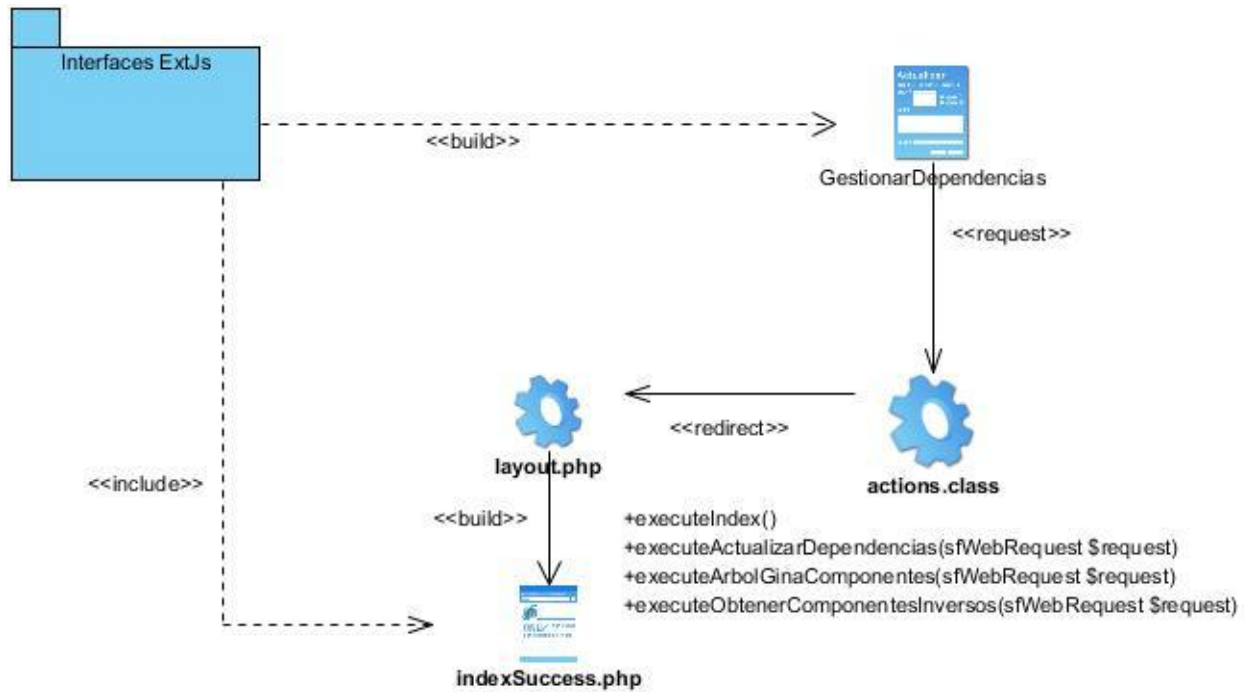 Interfaces ExtJs
Actualizar
<<build>>
GestionarDependencias
<<request>>
<<redirect>>
layout.php
actions.class
<<include>>
<<build>>
+executeIndex()
+executeActualizarDependencias(sfWebRequest $request)
+executeArbolGinaComponentes(sfWebRequest $request)
+executeObtenerComponentesInversos(sfWebRequest $request)
indexSuccess.php